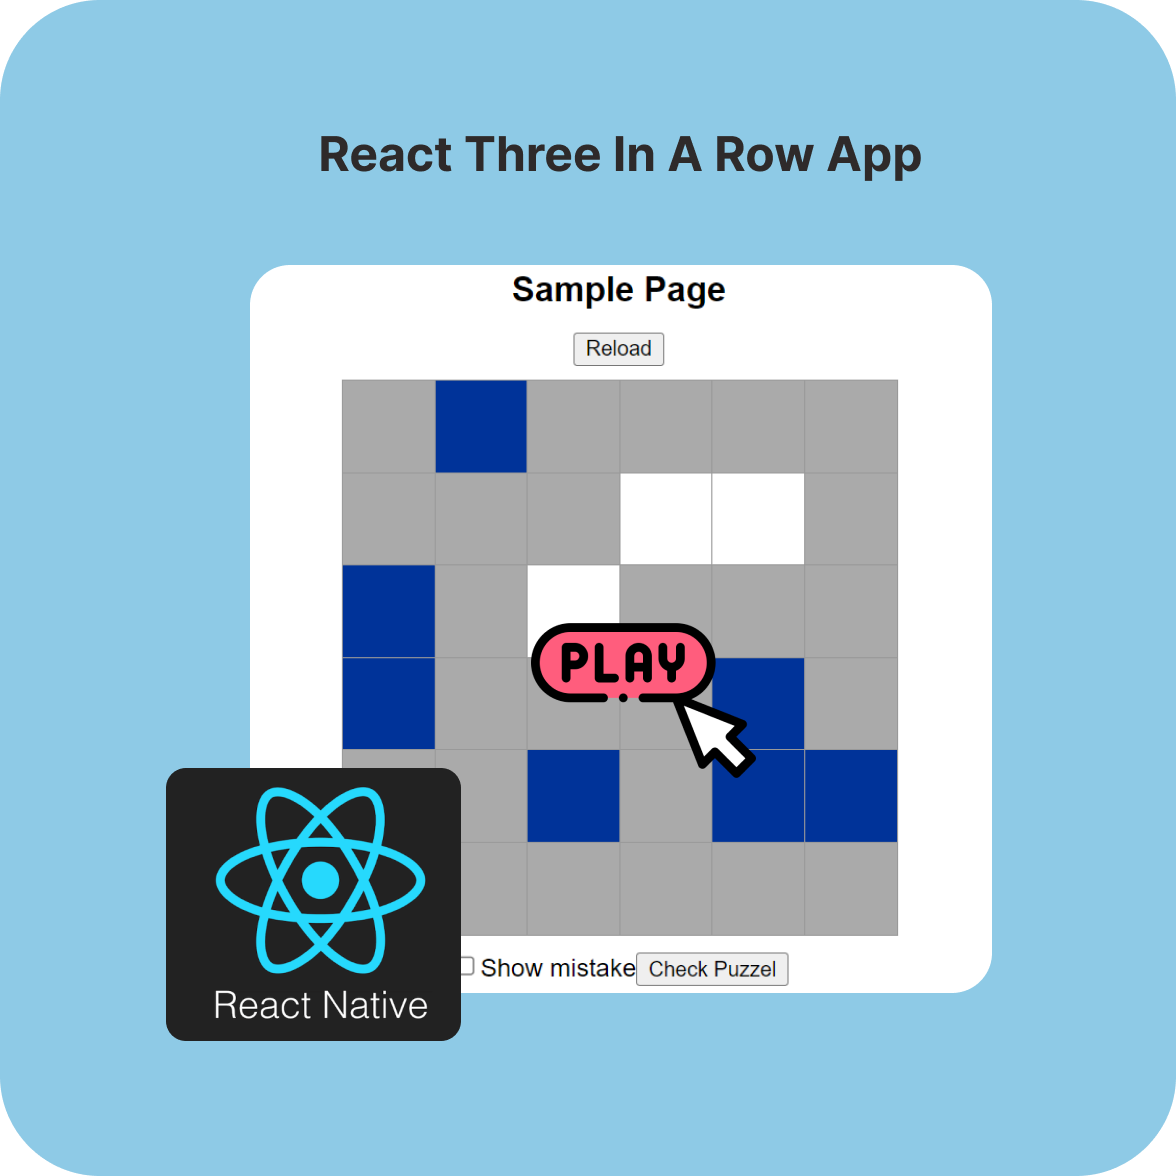 React Three In A Row App
Sample Page
Reload
PLAY
Show mistake
Check Puzzel
React Native